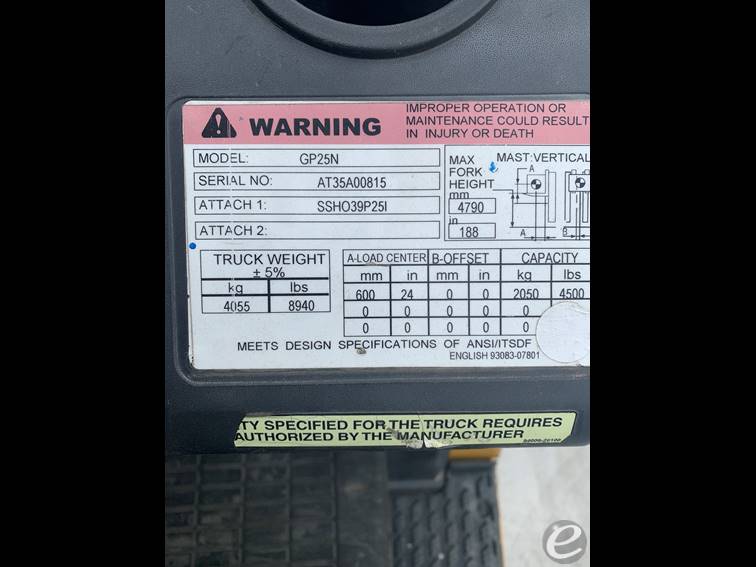 IMPROPER OPERATION OR
WARNING MAINTENANCE COULD RESULT
IN INJURY OR DEATH
MODEL: GP25N
SERIAL NO: AT35A00815
ATTACH 1: SSHO39P25I
ATTACH 2:
MAX
FORK
HEIGHT
mm
4790
in
188
MAST:VERTICAL
A
A B
TRUCK WEIGHT
± 5%
kg lbs
4055 8940
A-LOAD CENTER B-OFFSET CAPACITY
mm in mm in kg lbs
600 24 0 0 2050 4500
0 0 0 0 0
0 0 0 0 0
MEETS DESIGN SPECIFICATIONS OF ANSI/ITSDF
ENGLISH 93083-07801
TY SPECIFIED FOR THE TRUCK REQUIRES
AUTHORIZED BY THE MANUFACTURER
e